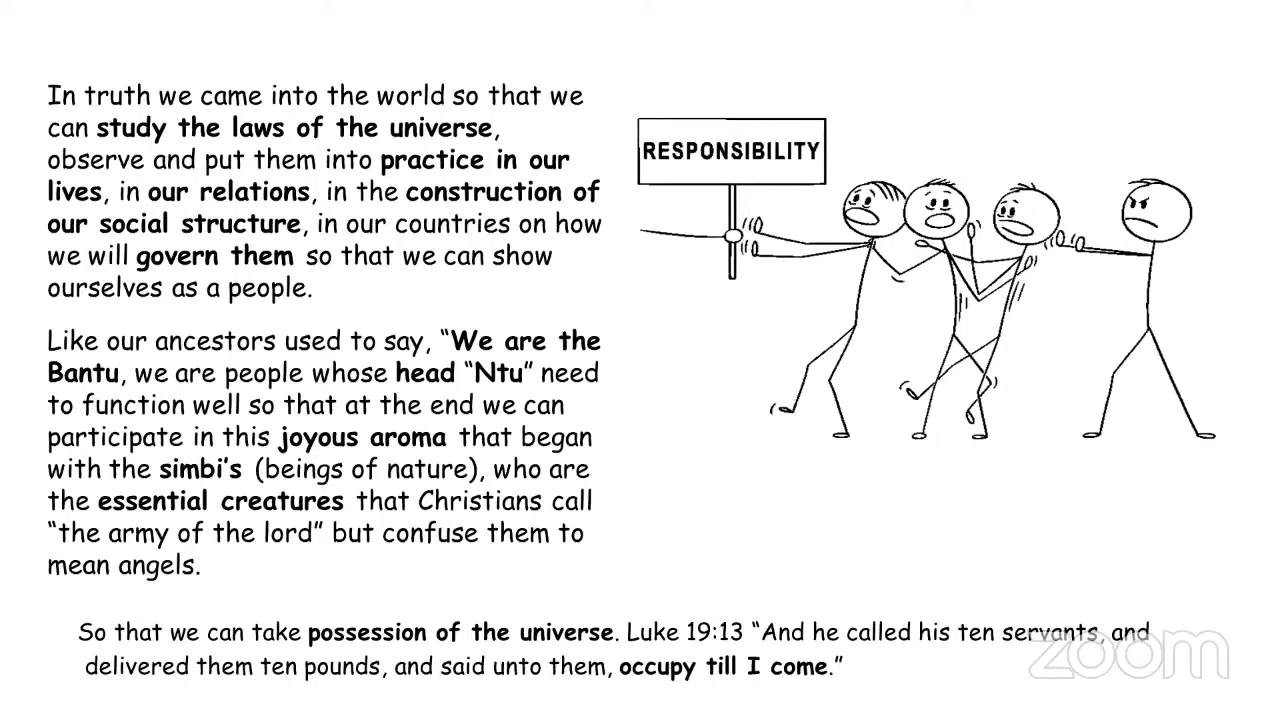 In truth we came into the world so that we
can study the laws of the universe,
observe and put them into practice in our
lives, in our relations, in the construction of
our social structure, in our countries on how
we will govern them so that we can show
ourselves as a people.
Like our ancestors used to say, “We are the
Bantu, we are people whose head “Ntu” need
to function well so that at the end we can
participate in this joyous aroma that began
with the simbi’s (beings of nature), who are
the essential creatures that Christians call
“the army of the lord” but confuse them to
mean angels.
RESPONSIBILITY
So that we can take possession of the universe. Luke 19:13 “And he called his ten servants, and
delivered them ten pounds, and said unto them, occupy till I come.”
zoom